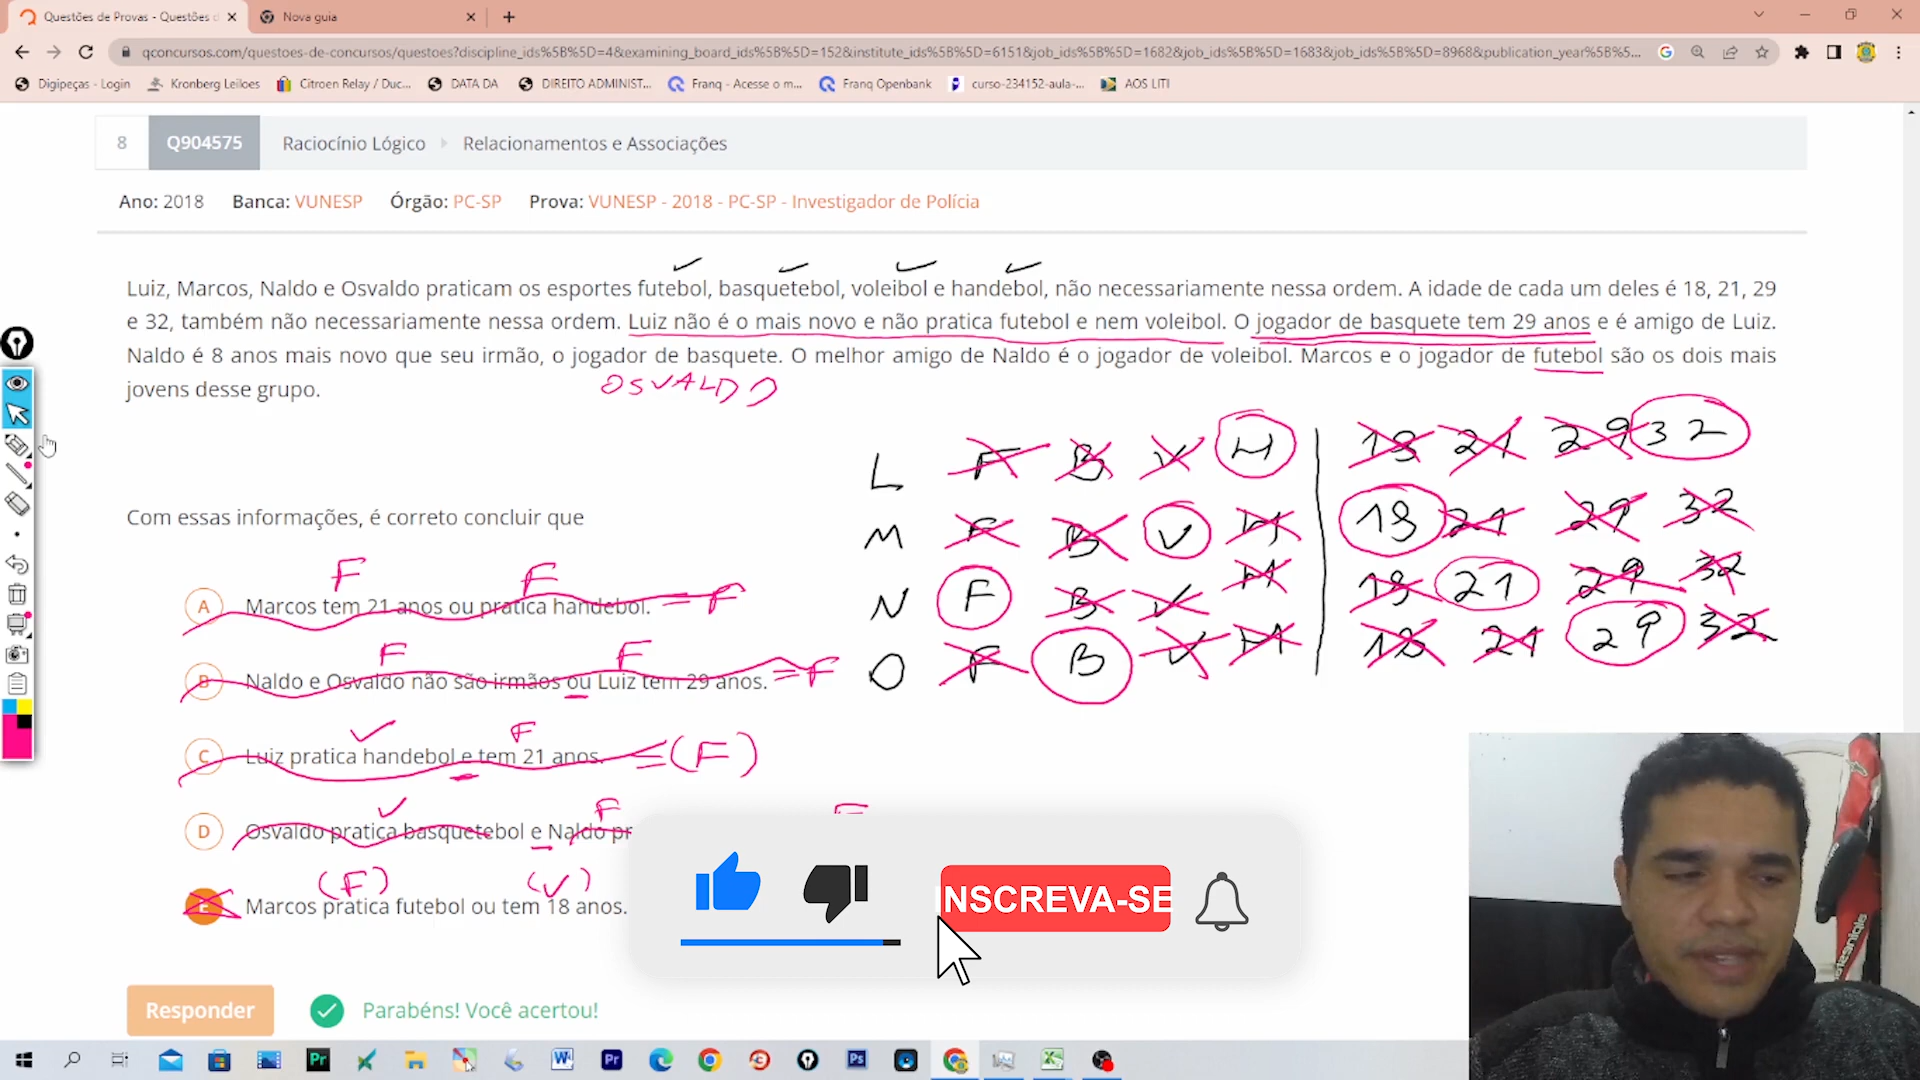 Questões de Provas - Questões d
Nova guia
qconcursos.com/questoes-de-concursos/questoes?discipline_ids%5B%5D=4&examining_board_ids%5B%5D=152&institute_ids%5B%5D=6151&job_ids%5B%5D=1682&job_ids%5B%5D=1683&job_ids%5B%5D=8968&publication_year%5B%5...
Digipeças - Login
Kronberg Leiloes
Citroen Relay / Duc...
DATA DA
DIREITO ADMINIST...
Franq - Acesse o m...
Franq Openbank
curso-234152-aula-...
AOS LITI
8 Q904575 Raciocínio Lógico Relacionamentos e Associações
Ano: 2018 Banca: VUNESP Órgão: PC-SP Prova: VUNESP - 2018 - PC-SP - Investigador de Polícia
Luiz, Marcos, Naldo e Osvaldo praticam os esportes futebol, basquetebol, voleibol e handebol, não necessariamente nessa ordem. A idade de cada um deles é 18, 21, 29
e 32, também não necessariamente nessa ordem. Luiz não é o mais novo e não pratica futebol e nem voleibol. O jogador de basquete tem 29 anos e é amigo de Luiz.
Naldo é 8 anos mais novo que seu irmão, o jogador de basquete. O melhor amigo de Naldo é o jogador de voleibol. Marcos e o jogador de futebol são os dois mais
jovens desse grupo.
OSVALDO
L F B V H 18 21 29 32
M F B V H 18 21 29 32
N F B V H 18 21 29 32
O F B V H 18 21 29 32
Com essas informações, é correto concluir que
F F
A Marcos tem 21 anos ou pratica handebol. = F
F F
B Naldo e Osvaldo não são irmãos ou Luiz tem 29 anos. = F
F
C Luiz pratica handebol e tem 21 anos. = (F)
F F
D Osvaldo pratica basquetebol e Naldo pr
(F) (V)
E Marcos pratica futebol ou tem 18 anos.
INSCREVA-SE
Responder Parabéns! Você acertou!